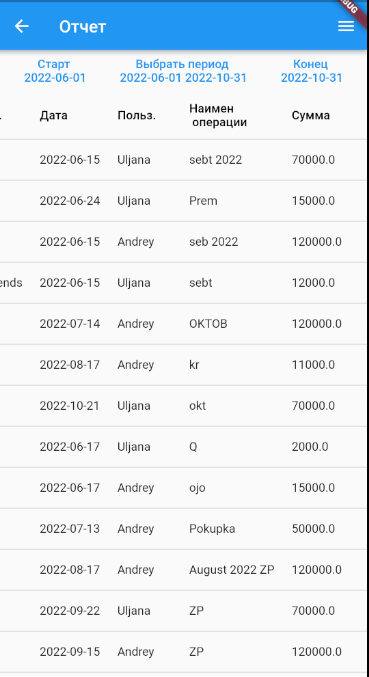 Отчет
Старт Выбрать период Конец
2022-06-01 2022-06-01 2022-10-31 2022-10-31
. Дата Польз. Наимен операции Сумма
2022-06-15 Uljana sebt 2022 70000.0
2022-06-24 Uljana Prem 15000.0
2022-06-15 Andrey seb 2022 120000.0
ends 2022-06-15 Uljana sebt 12000.0
2022-07-14 Andrey OKTOB 120000.0
2022-08-17 Andrey kr 11000.0
2022-10-21 Uljana okt 70000.0
2022-06-17 Uljana Q 2000.0
2022-06-17 Andrey ojo 15000.0
2022-07-13 Andrey Pokupka 50000.0
2022-08-17 Andrey August 2022 ZP 120000.0
2022-09-22 Uljana ZP 70000.0
2022-09-15 Andrey ZP 120000.0